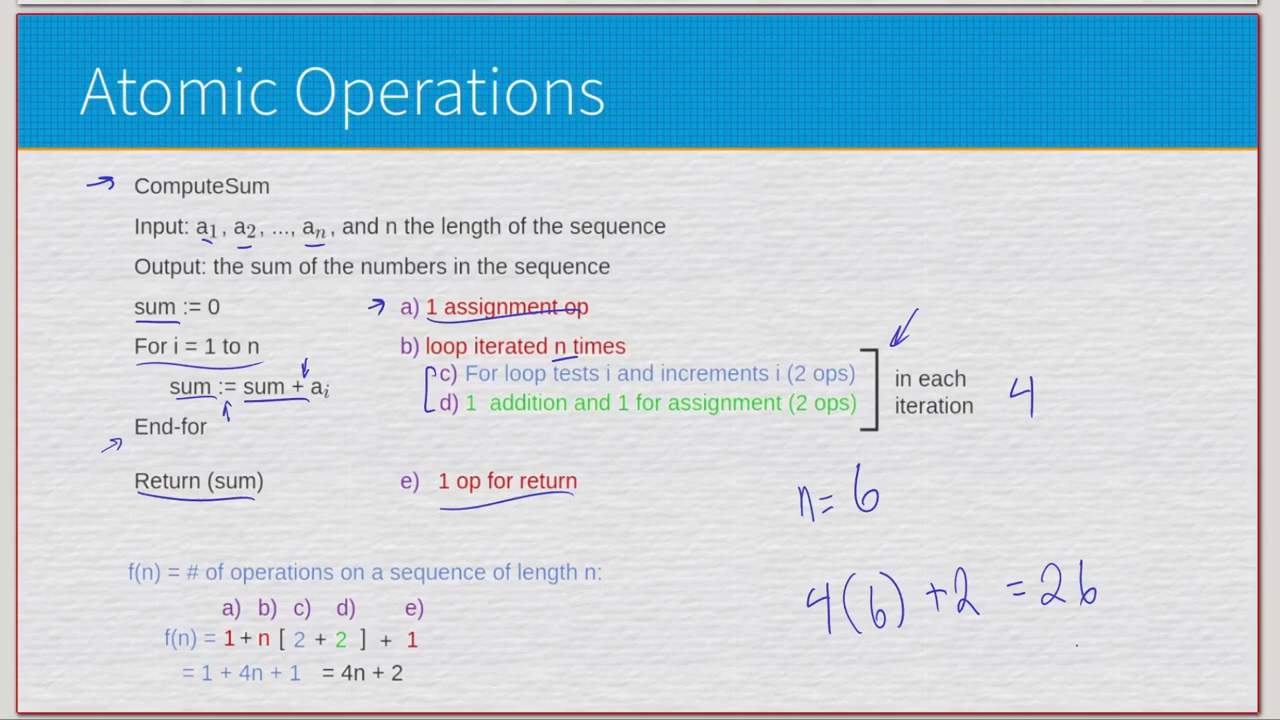 Atomic Operations
ComputeSum
Input: a₁, a₂, ..., aₙ, and n the length of the sequence
Output: the sum of the numbers in the sequence
sum := 0 a) 1 assignment op
For i = 1 to n b) loop iterated n times
c) For loop tests i and increments i (2 ops)
sum := sum + aᵢ d) 1 addition and 1 for assignment (2 ops)
in each
iteration
4
End-for
Return (sum) e) 1 op for return
n = 6
f(n) = # of operations on a sequence of length n:
a) b) c) d) e)
f(n) = 1 + n [ 2 + 2 ] + 1
= 1 + 4n + 1 = 4n + 2
4(6) + 2 = 26